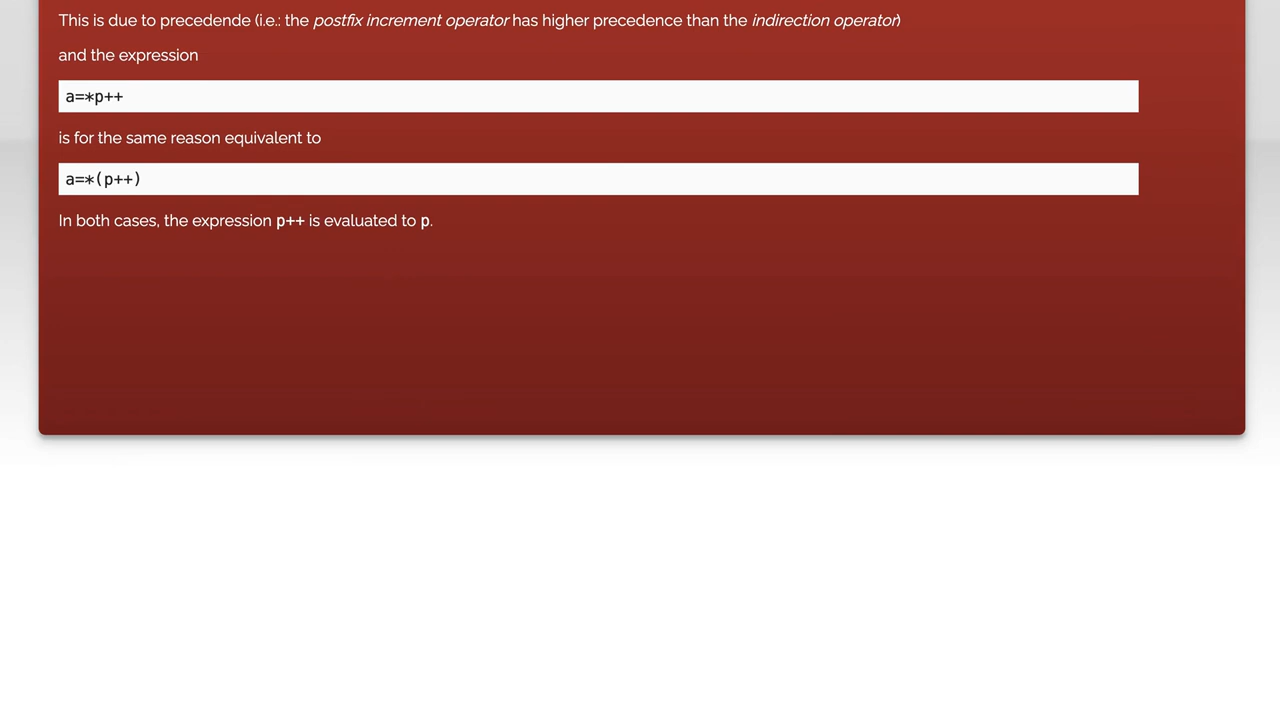 This is due to precedende (i.e.: the postfix increment operator has higher precedence than the indirection operator)
and the expression
a=*p++
is for the same reason equivalent to
a=*(p++)
In both cases, the expression p++ is evaluated to p.